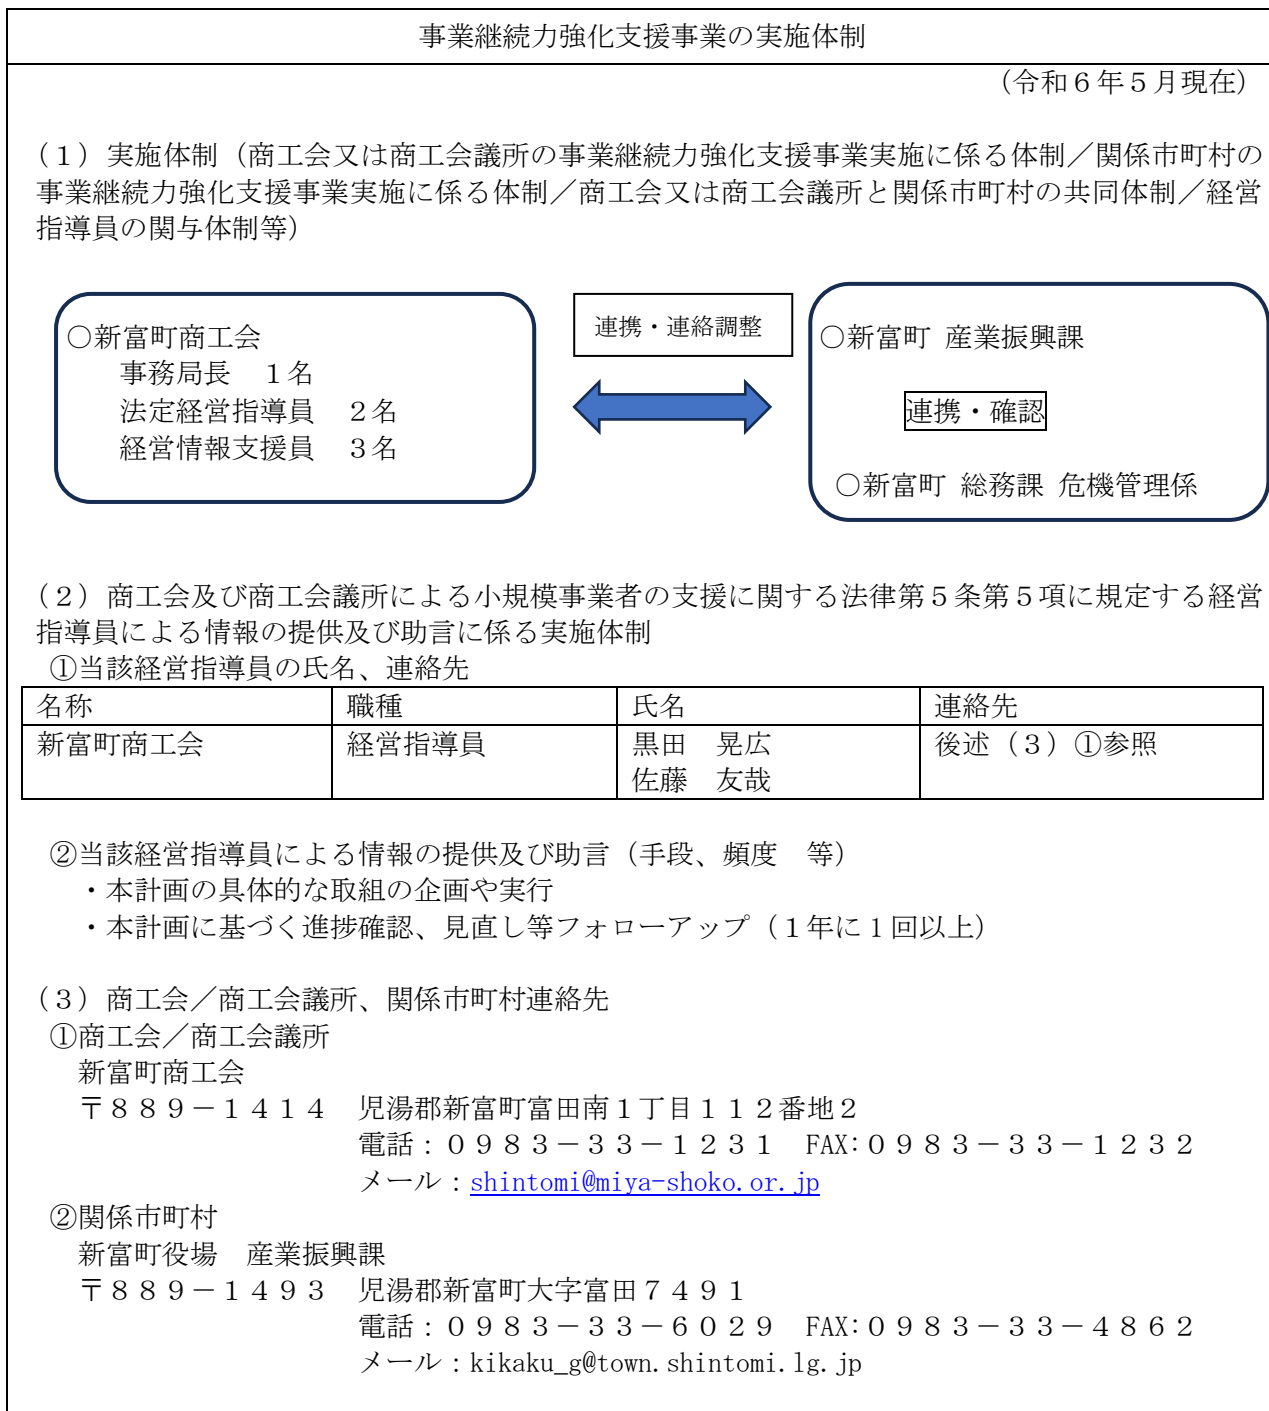 事業継続力強化支援事業の実施体制
（令和６年５月現在）
（１）実施体制（商工会又は商工会議所の事業継続力強化支援事業実施に係る体制／関係市町村の
事業継続力強化支援事業実施に係る体制／商工会又は商工会議所と関係市町村の共同体制／経営
指導員の関与体制等）
○新富町商工会
事務局長　１名
法定経営指導員　２名
経営情報支援員　３名
連携・連絡調整
○新富町 産業振興課
連携・確認
○新富町 総務課 危機管理係
（２）商工会及び商工会議所による小規模事業者の支援に関する法律第５条第５項に規定する経営
指導員による情報の提供及び助言に係る実施体制
①当該経営指導員の氏名、連絡先
名称　職種　氏名　連絡先
新富町商工会　経営指導員　黒田　晃広　後述（３）①参照
佐藤　友哉
②当該経営指導員による情報の提供及び助言（手段、頻度　等）
・本計画の具体的な取組の企画や実行
・本計画に基づく進捗確認、見直し等フォローアップ（１年に１回以上）
（３）商工会／商工会議所、関係市町村連絡先
①商工会／商工会議所
新富町商工会
〒８８９－１４１４　児湯郡新富町富田南１丁目１１２番地２
電話：０９８３－３３－１２３１　FAX:０９８３－３３－１２３２
メール：shintomi@miya-shoko.or.jp
②関係市町村
新富町役場　産業振興課
〒８８９－１４９３　児湯郡新富町大字富田７４９１
電話：０９８３－３３－６０２９　FAX:０９８３－３３－４８６２
メール：kikaku_g@town.shintomi.lg.jp